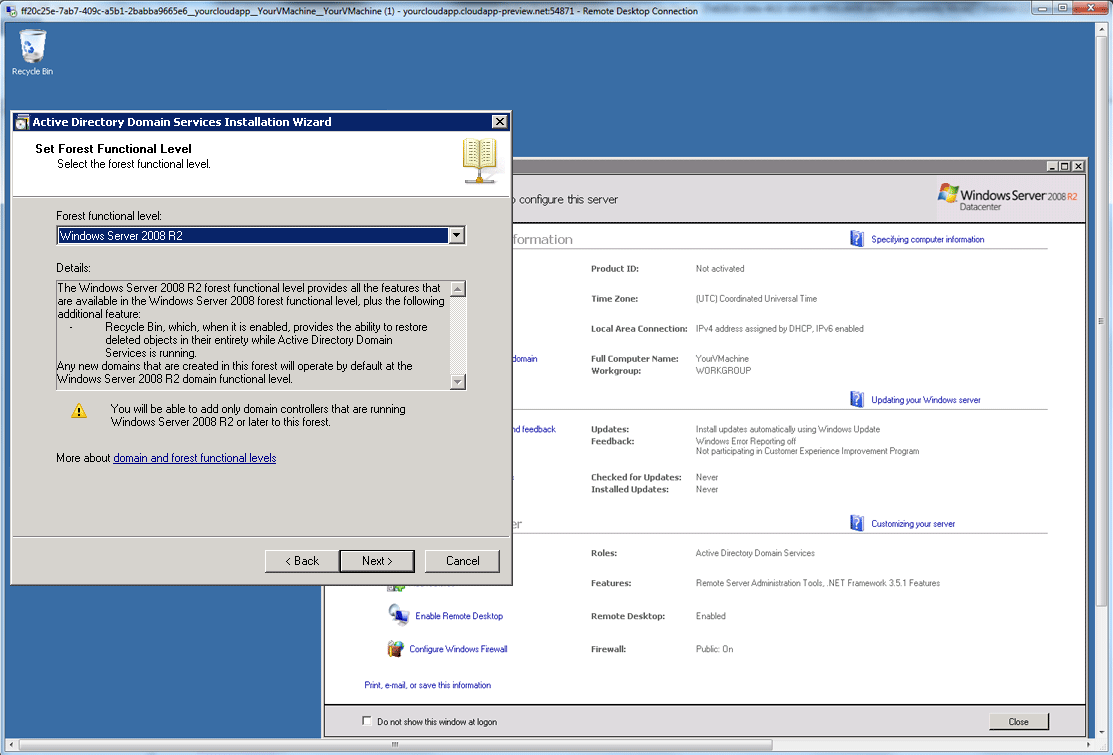 ff20c25e-7ab7-409c-a5b1-2babba9665e6__yourcloudapp__YourVMachine__YourVMachine (1) - yourcloudapp.cloudapp-preview.net:54871 - Remote Desktop Connection
Recycle Bin
Active Directory Domain Services Installation Wizard
Set Forest Functional Level
Select the forest functional level.
Forest functional level:
Windows Server 2008 R2
Details:
The Windows Server 2008 R2 forest functional level provides all the features that
are available in the Windows Server 2008 forest functional level, plus the following
additional feature:
- Recycle Bin, which, when it is enabled, provides the ability to restore
deleted objects in their entirety while Active Directory Domain
Services is running.
Any new domains that are created in this forest will operate by default at the
Windows Server 2008 R2 domain functional level.
You will be able to add only domain controllers that are running
Windows Server 2008 R2 or later to this forest.
More about domain and forest functional levels
< Back
Next >
Cancel
configure this server
Windows Server 2008 R2
Datacenter
formation
Specifying computer information
Product ID: Not activated
Time Zone: (UTC) Coordinated Universal Time
Local Area Connection: IPv4 address assigned by DHCP, IPv6 enabled
domain
Full Computer Name: YourVMachine
Workgroup: WORKGROUP
Updating your Windows server
nd feedback
Updates: Install updates automatically using Windows Update
Feedback: Windows Error Reporting off
Not participating in Customer Experience Improvement Program
Checked for Updates: Never
Installed Updates: Never
er
Customizing your server
Roles: Active Directory Domain Services
Features: Remote Server Administration Tools, .NET Framework 3.5.1 Features
Enable Remote Desktop
Remote Desktop: Enabled
Configure Windows Firewall
Firewall: Public: On
Print, e-mail, or save this information
Do not show this window at logon
Close